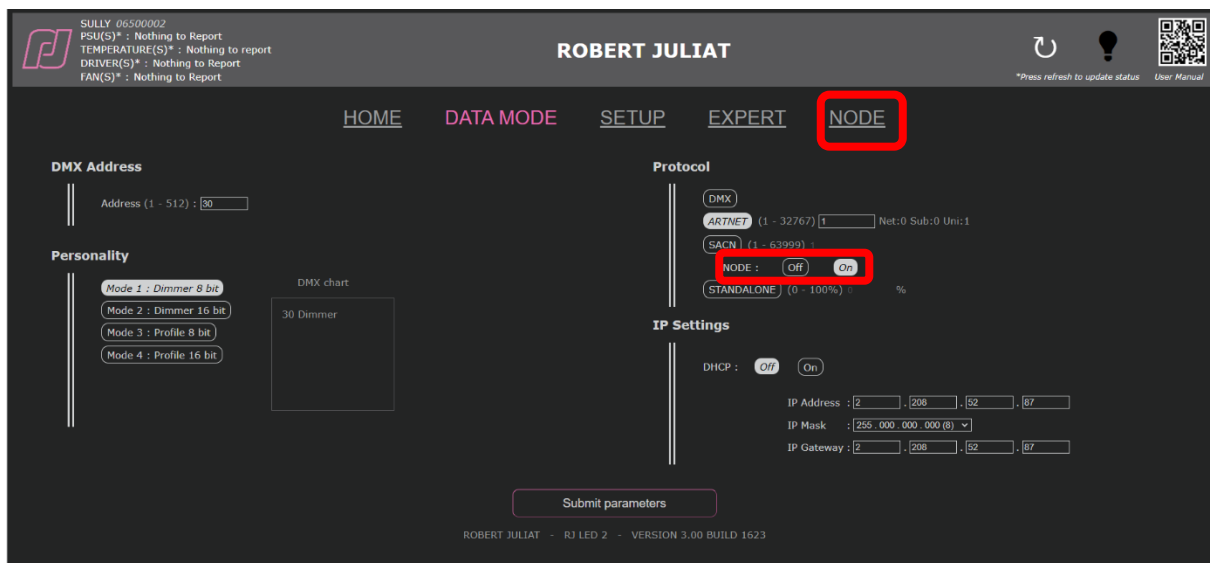 SULLY 06500002
PSU(S)* : Nothing to Report
TEMPERATURE(S)* : Nothing to report
DRIVER(S)* : Nothing to Report
FAN(S)* : Nothing to Report
ROBERT JULIAT
*Press refresh to update status
User Manual
HOME DATA MODE SETUP EXPERT NODE
DMX Address
Address (1 - 512) : 30
Personality
Mode 1 : Dimmer 8 bit
Mode 2 : Dimmer 16 bit
Mode 3 : Profile 8 bit
Mode 4 : Profile 16 bit
DMX chart
30 Dimmer
Protocol
DMX
ARTNET (1 - 32767) 1 Net:0 Sub:0 Uni:1
SACN (1 - 63999) 1
NODE : Off On
STANDALONE (0 - 100%) 0 %
IP Settings
DHCP : Off On
IP Address : 2 . 208 . 52 . 87
IP Mask : 255 . 000 . 000 . 000 (8)
IP Gateway : 2 . 208 . 52 . 87
Submit parameters
ROBERT JULIAT - RJ LED 2 - VERSION 3.00 BUILD 1623